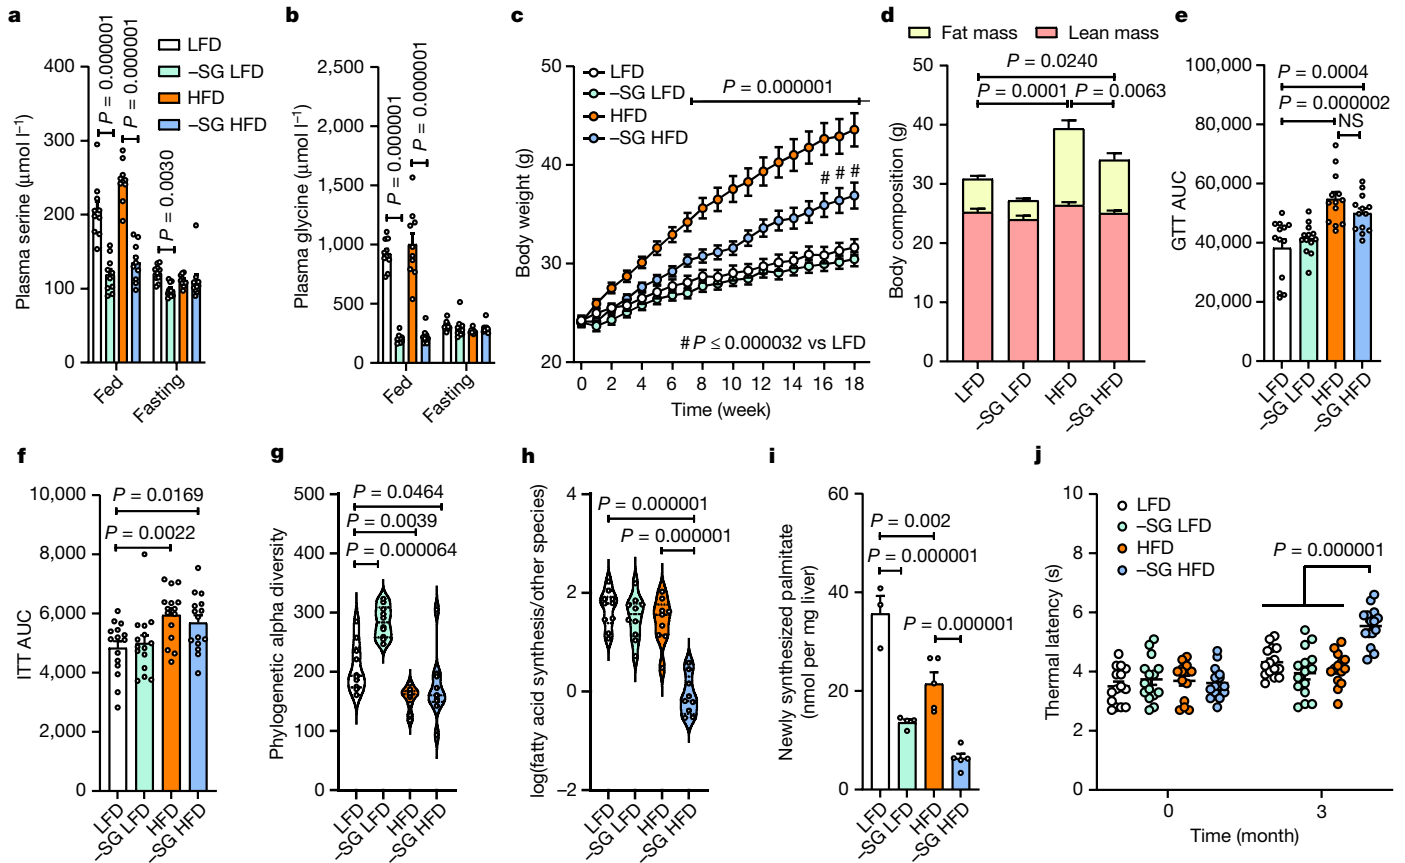 a
LFD
–SG LFD
HFD
–SG HFD
P = 0.000001
P = 0.000001
P = 0.0030
Plasma serine (μmol l–1)
400
300
200
100
0
Fed
Fasting
b
P = 0.000001
P = 0.000001
Plasma glycine (μmol l–1)
2,500
2,000
1,500
1,000
500
0
Fed
Fasting
c
LFD
–SG LFD
HFD
–SG HFD
P = 0.000001
# # #
# P ≤ 0.000032 vs LFD
Body weight (g)
50
40
30
20
0 2 4 6 8 10 12 14 16 18
Time (week)
d
Fat mass
Lean mass
P = 0.0240
P = 0.0001
P = 0.0063
Body composition (g)
50
40
30
20
10
0
LFD
–SG LFD
HFD
–SG HFD
e
P = 0.0004
P = 0.000002
NS
GTT AUC
100,000
80,000
60,000
40,000
20,000
0
LFD
–SG LFD
HFD
–SG HFD
f
P = 0.0169
P = 0.0022
ITT AUC
10,000
8,000
6,000
4,000
2,000
0
LFD
–SG LFD
HFD
–SG HFD
g
P = 0.0464
P = 0.0039
P = 0.000064
Phylogenetic alpha diversity
500
400
300
200
100
0
LFD
–SG LFD
HFD
–SG HFD
h
P = 0.000001
P = 0.000001
log(fatty acid synthesis/other species)
4
2
0
–2
LFD
–SG LFD
HFD
–SG HFD
i
P = 0.002
P = 0.000001
P = 0.000001
Newly synthesized palmitate
(nmol per mg liver)
60
40
20
0
LFD
–SG LFD
HFD
–SG HFD
j
LFD
–SG LFD
HFD
–SG HFD
P = 0.000001
Thermal latency (s)
10
8
6
4
2
0
0 3
Time (month)